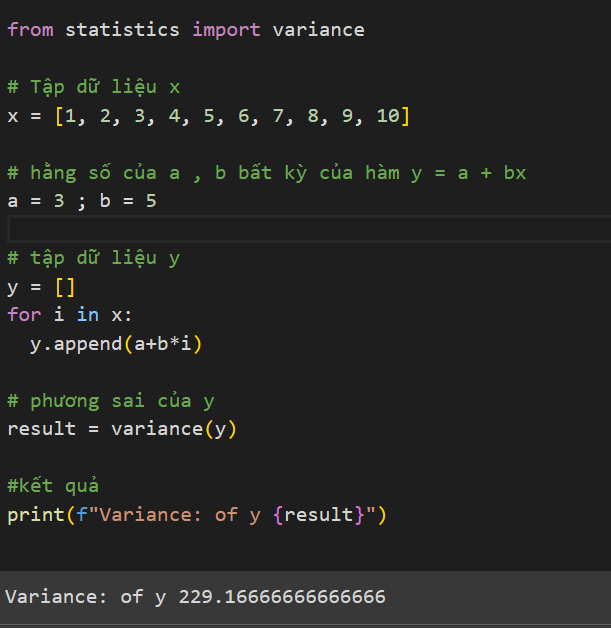 from statistics import variance
# Tập dữ liệu x
x = [1, 2, 3, 4, 5, 6, 7, 8, 9, 10]
# hằng số của a , b bất kỳ của hàm y = a + bx
a = 3 ; b = 5
# tập dữ liệu y
y = []
for i in x:
  y.append(a+b*i)
# phương sai của y
result = variance(y)
#kết quả
print(f"Variance: of y {result}")
Variance: of y 229.16666666666666